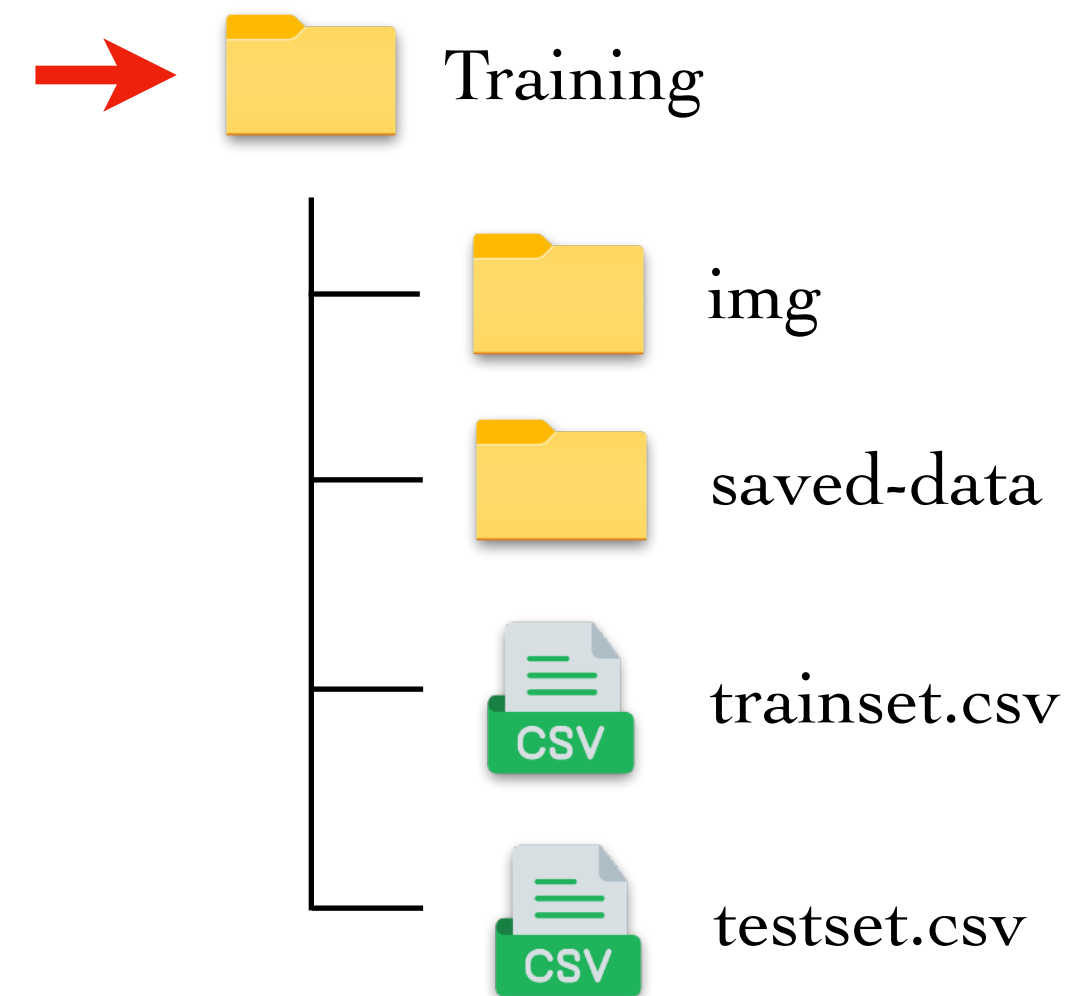 Training
img
saved-data
CSV
trainset.csv
CSV
testset.csv